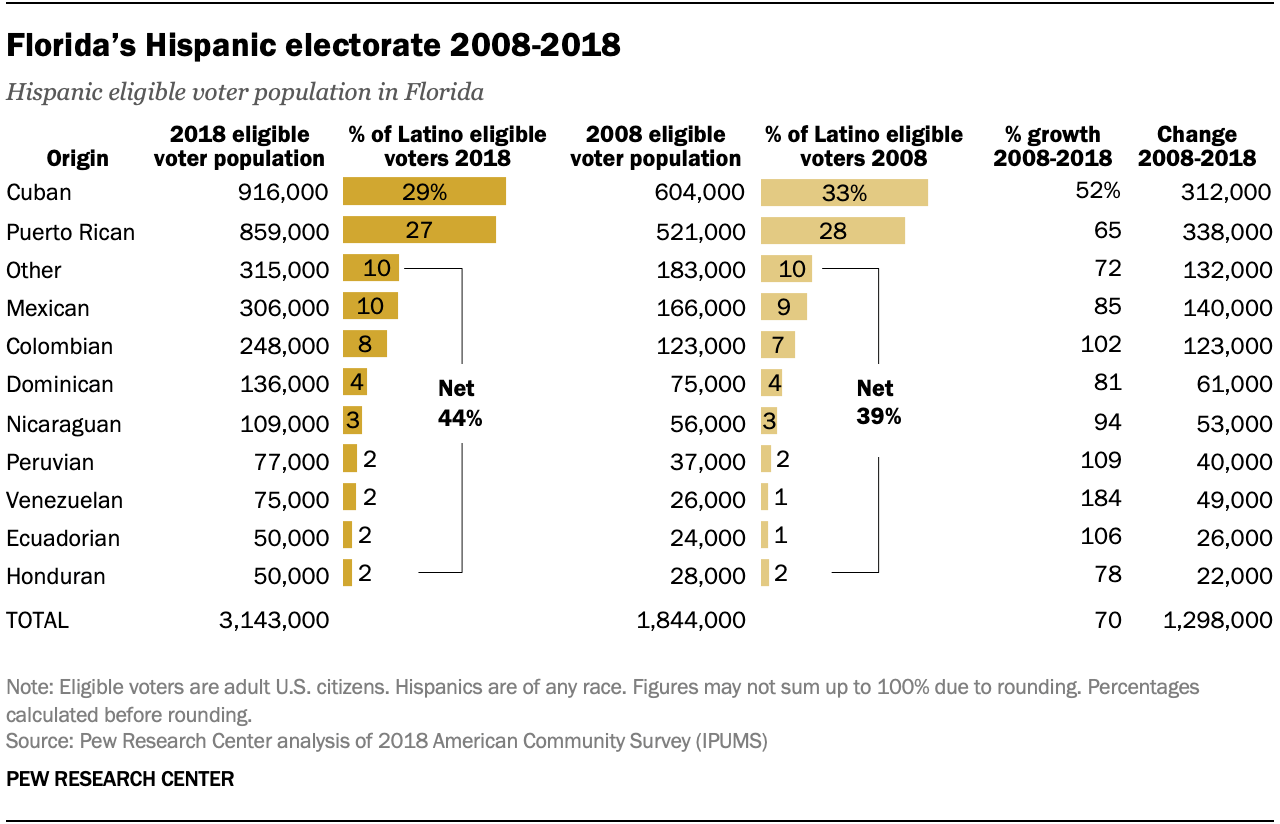 Florida's Hispanic electorate 2008-2018
Hispanic eligible voter population in Florida
Origin 2018 eligible voter population % of Latino eligible voters 2018 2008 eligible voter population % of Latino eligible voters 2008 % growth 2008-2018 Change 2008-2018
Cuban 916,000 29% 604,000 33% 52% 312,000
Puerto Rican 859,000 27 521,000 28 65 338,000
Other 315,000 10 183,000 10 72 132,000
Mexican 306,000 10 166,000 9 85 140,000
Colombian 248,000 8 123,000 7 102 123,000
Dominican 136,000 4 Net 75,000 4 Net 81 61,000
Nicaraguan 109,000 3 44% 56,000 3 39% 94 53,000
Peruvian 77,000 2 37,000 2 109 40,000
Venezuelan 75,000 2 26,000 1 184 49,000
Ecuadorian 50,000 2 24,000 1 106 26,000
Honduran 50,000 2 28,000 2 78 22,000
TOTAL 3,143,000 1,844,000 70 1,298,000
Note: Eligible voters are adult U.S. citizens. Hispanics are of any race. Figures may not sum up to 100% due to rounding. Percentages
calculated before rounding.
Source: Pew Research Center analysis of 2018 American Community Survey (IPUMS)
PEW RESEARCH CENTER